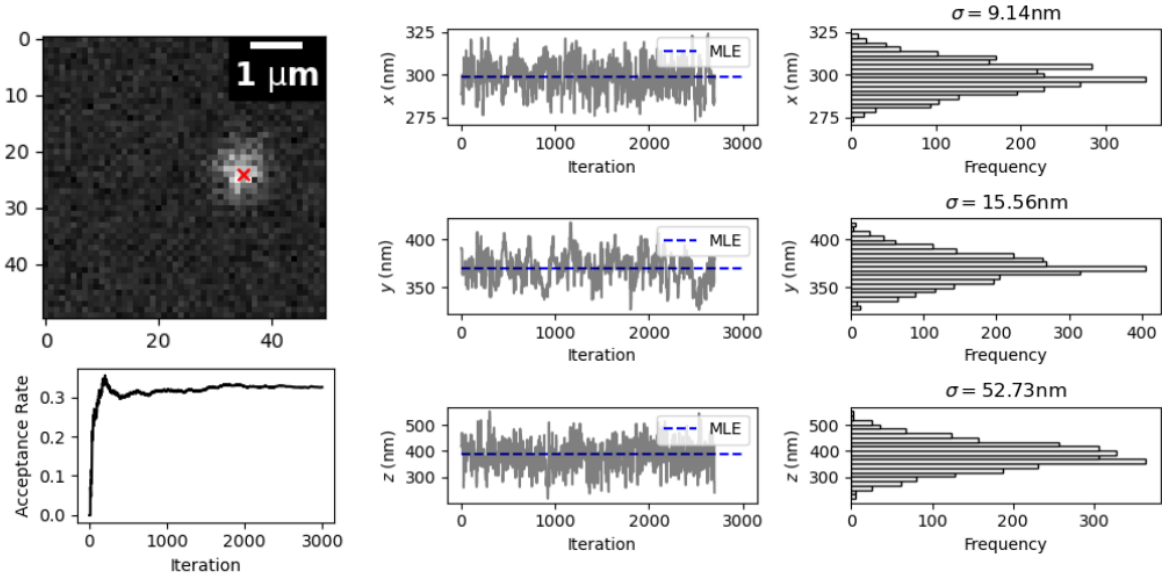 0
10
20
30
40
0 20 40
1 μm
Acceptance Rate
0.3
0.2
0.1
0.0
0 1000 2000 3000
Iteration
x (nm)
325
300
275
MLE
0 1000 2000 3000
Iteration
σ = 9.14nm
x (nm)
325
300
275
0 100 200 300
Frequency
y (nm)
400
350
MLE
0 1000 2000 3000
Iteration
σ = 15.56nm
y (nm)
400
350
0 100 200 300 400
Frequency
z (nm)
500
400
300
MLE
0 1000 2000 3000
Iteration
σ = 52.73nm
z (nm)
500
400
300
0 100 200 300
Frequency